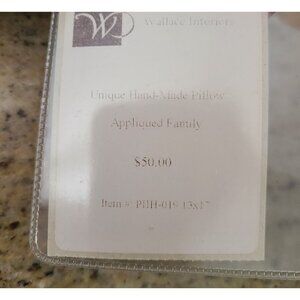 W
Wallace Interiors
Unique Hand-Made Pillow
Appliqued Family
$50.00
Item #: PHH-019 13x17